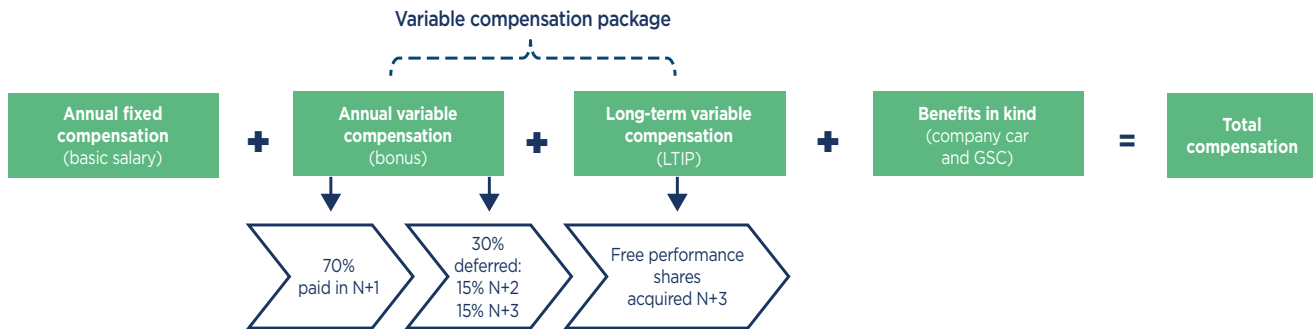 Variable compensation package
Annual fixed
compensation
(basic salary)
+
Annual variable
compensation
(bonus)
+
Long-term variable
compensation
(LTIP)
+
Benefits in kind
(company car
and GSC)
=
Total
compensation
70%
paid in N+1
30%
deferred:
15% N+2
15% N+3
Free performance
shares
acquired N+3